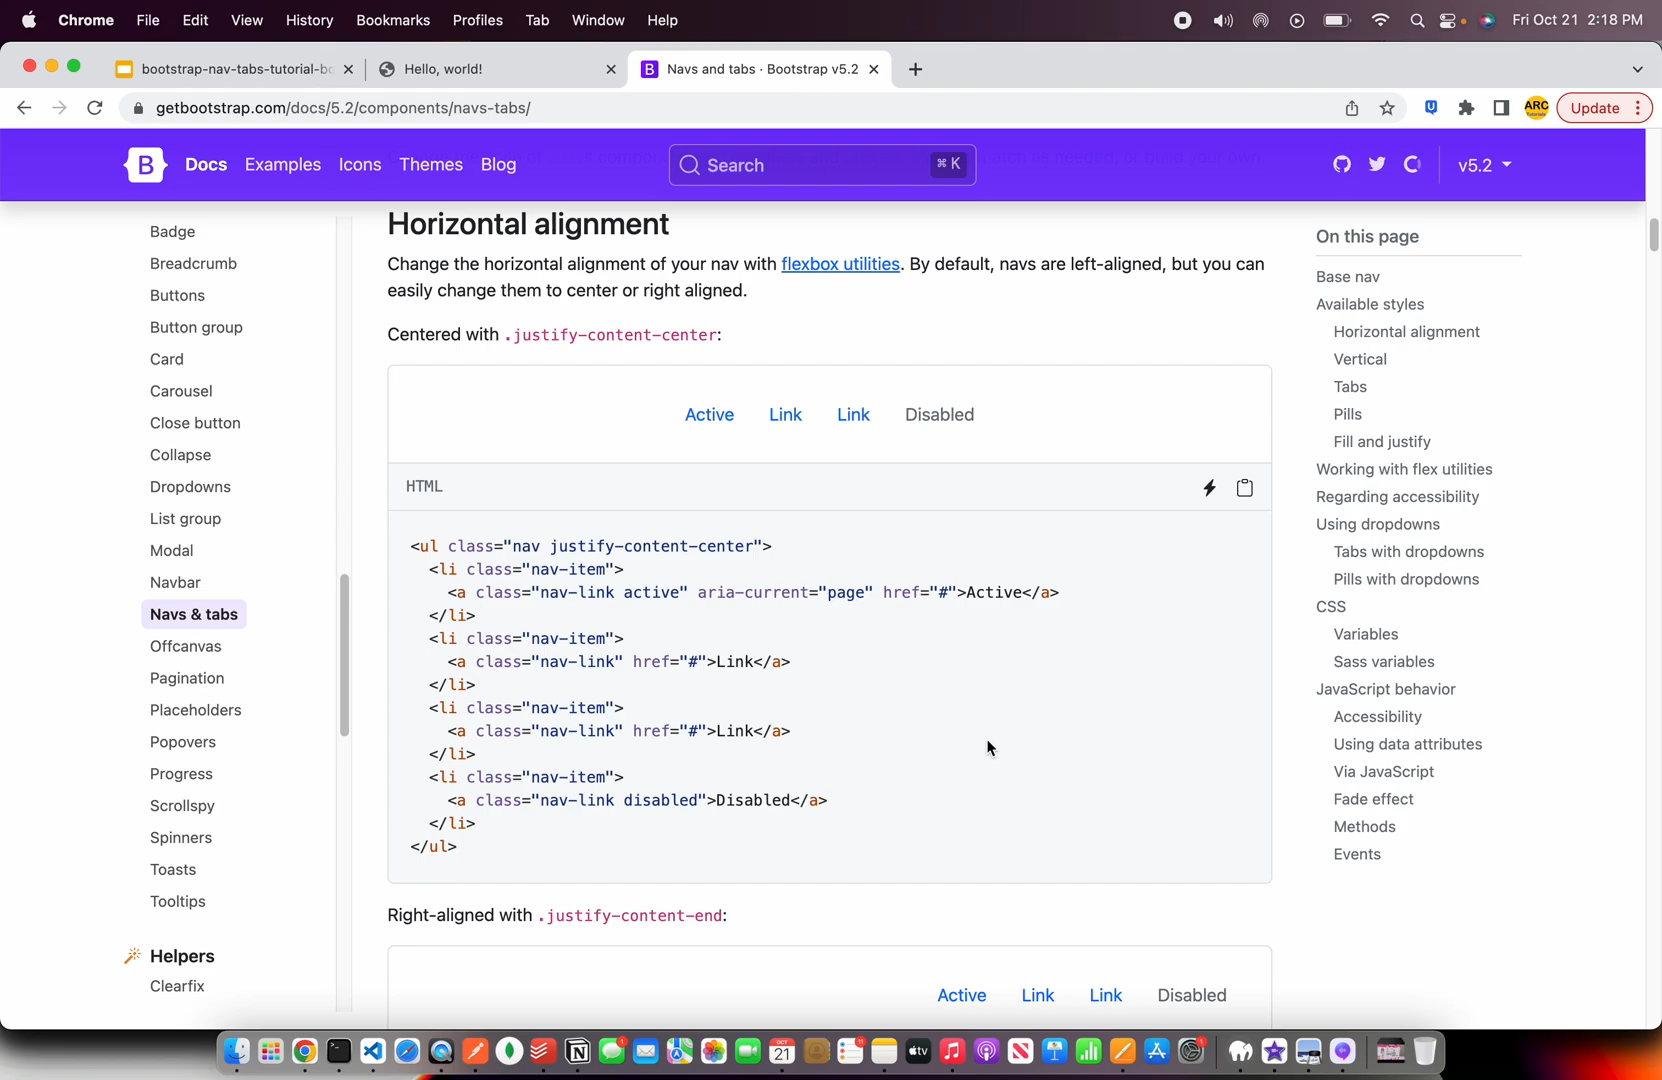 Chrome File Edit View History Bookmarks Profiles Tab Window Help Fri Oct 21 2:18 PM
bootstrap-nav-tabs-tutorial-bo Hello, world! Navs and tabs · Bootstrap v5.2
getbootstrap.com/docs/5.2/components/navs-tabs/ ARC Update
B Docs Examples Icons Themes Blog Search ⌘ K v5.2
Badge
Breadcrumb
Buttons
Button group
Card
Carousel
Close button
Collapse
Dropdowns
List group
Modal
Navbar
Navs & tabs
Offcanvas
Pagination
Placeholders
Popovers
Progress
Scrollspy
Spinners
Toasts
Tooltips
Helpers
Clearfix
Horizontal alignment
Change the horizontal alignment of your nav with flexbox utilities. By default, navs are left-aligned, but you can
easily change them to center or right aligned.
Centered with .justify-content-center:
Active Link Link Disabled
HTML
<ul class="nav justify-content-center">
  <li class="nav-item">
    <a class="nav-link active" aria-current="page" href="#">Active</a>
  </li>
  <li class="nav-item">
    <a class="nav-link" href="#">Link</a>
  </li>
  <li class="nav-item">
    <a class="nav-link" href="#">Link</a>
  </li>
  <li class="nav-item">
    <a class="nav-link disabled">Disabled</a>
  </li>
</ul>
Right-aligned with .justify-content-end:
Active Link Link Disabled
On this page
Base nav
Available styles
Horizontal alignment
Vertical
Tabs
Pills
Fill and justify
Working with flex utilities
Regarding accessibility
Using dropdowns
Tabs with dropdowns
Pills with dropdowns
CSS
Variables
Sass variables
JavaScript behavior
Accessibility
Using data attributes
Via JavaScript
Fade effect
Methods
Events